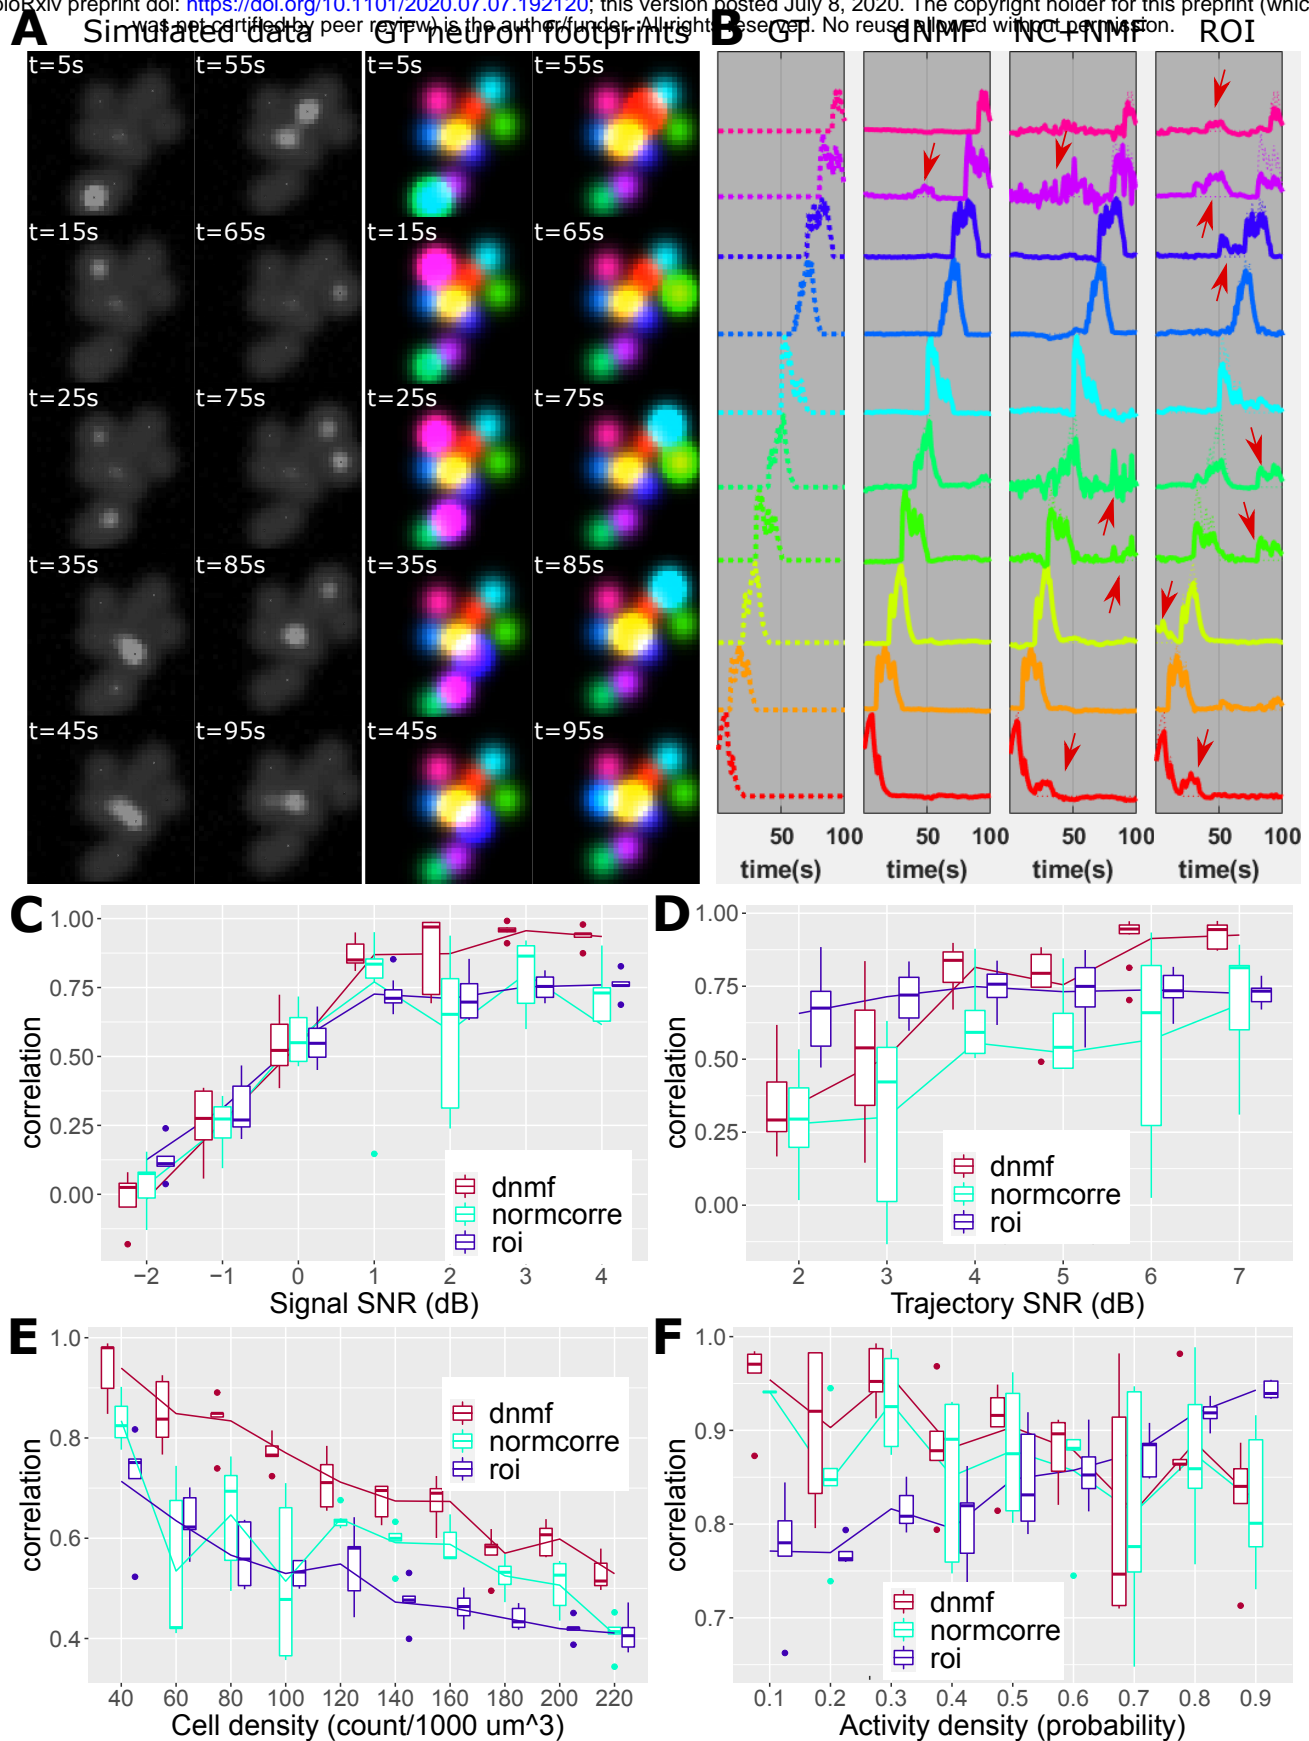 bioRxiv preprint doi: https://doi.org/10.1101/2020.07.07.192120; this version posted July 8, 2020. The copyright holder for this preprint (which
was not certified by peer review) is the author/funder. All rights reserved. No reuse allowed without permission.
A Simulated data GT neuron footprints
t=5s t=55s t=5s t=55s
t=15s t=65s t=15s t=65s
t=25s t=75s t=25s t=75s
t=35s t=85s t=35s t=85s
t=45s t=95s t=45s t=95s
B GT dNMF NC+NMF ROI
50 100 50 100 50 100 50 100
time(s) time(s) time(s) time(s)
C
1.00
0.75
0.50
0.25
0.00
correlation
dnmf
normcorre
roi
−2 −1 0 1 2 3 4
Signal SNR (dB)
D
1.00
0.75
0.50
0.25
0.00
correlation
dnmf
normcorre
roi
2 3 4 5 6 7
Trajectory SNR (dB)
E
1.0
0.8
0.6
0.4
correlation
dnmf
normcorre
roi
40 60 80 100 120 140 160 180 200 220
Cell density (count/1000 um^3)
F
1.0
0.9
0.8
0.7
correlation
dnmf
normcorre
roi
0.1 0.2 0.3 0.4 0.5 0.6 0.7 0.8 0.9
Activity density (probability)